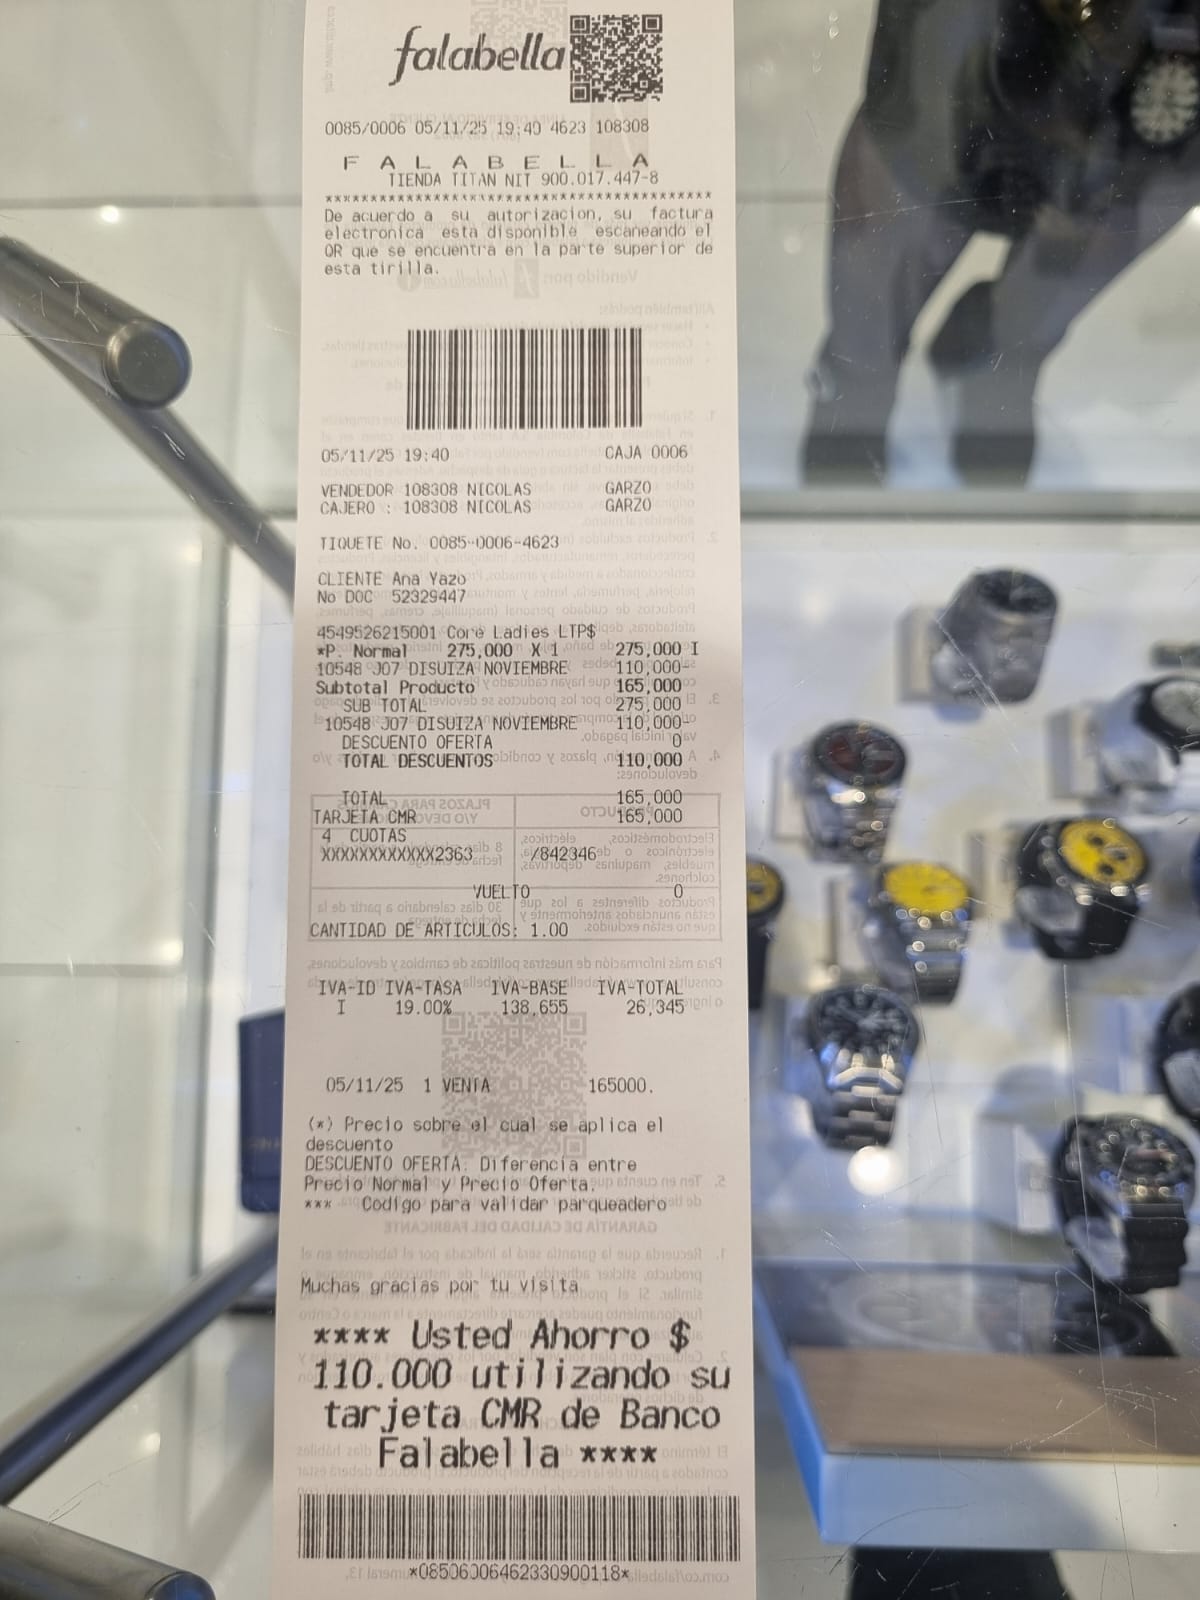 falabella
0085/0006 05/11/25 19:40 4623 108308
F A L A B E L L A
TIENDA TITAN NIT 900.017.447-8
******************************************
De acuerdo a su autorizacion, su factura
electronica esta disponible escaneando el
QR que se encuentra en la parte superior de
esta tirilla.
05/11/25 19:40 CAJA 0006
VENDEDOR 108308 NICOLAS GARZO
CAJERO : 108308 NICOLAS GARZO
TIQUETE No. 0085-0006-4623
CLIENTE Ana Yazo
No DOC 52329447
4549526215001 Core Ladies LTP$
*P. Normal 275,000 X 1 275,000 I
10548 J07 DISUIZA NOVIEMBRE 110,000-
Subtotal Producto 165,000
SUB TOTAL 275,000
10548 J07 DISUIZA NOVIEMBRE 110,000-
DESCUENTO OFERTA 0
TOTAL DESCUENTOS 110,000
TOTAL 165,000
TARJETA CMR 165,000
4 CUOTAS
XXXXXXXXXXXX2363 /842346
VUELTO 0
CANTIDAD DE ARTICULOS: 1.00
IVA-ID IVA-TASA IVA-BASE IVA-TOTAL
I 19.00% 138,655 26,345
05/11/25 1 VENTA 165000.
(*) Precio sobre el cual se aplica el
descuento
DESCUENTO OFERTA: Diferencia entre
Precio Normal y Precio Oferta.
*** Codigo para validar parqueadero
Muchas gracias por tu visita
**** Usted Ahorro $
110.000 utilizando su
tarjeta CMR de Banco
Falabella ****
*08506006462330900118*